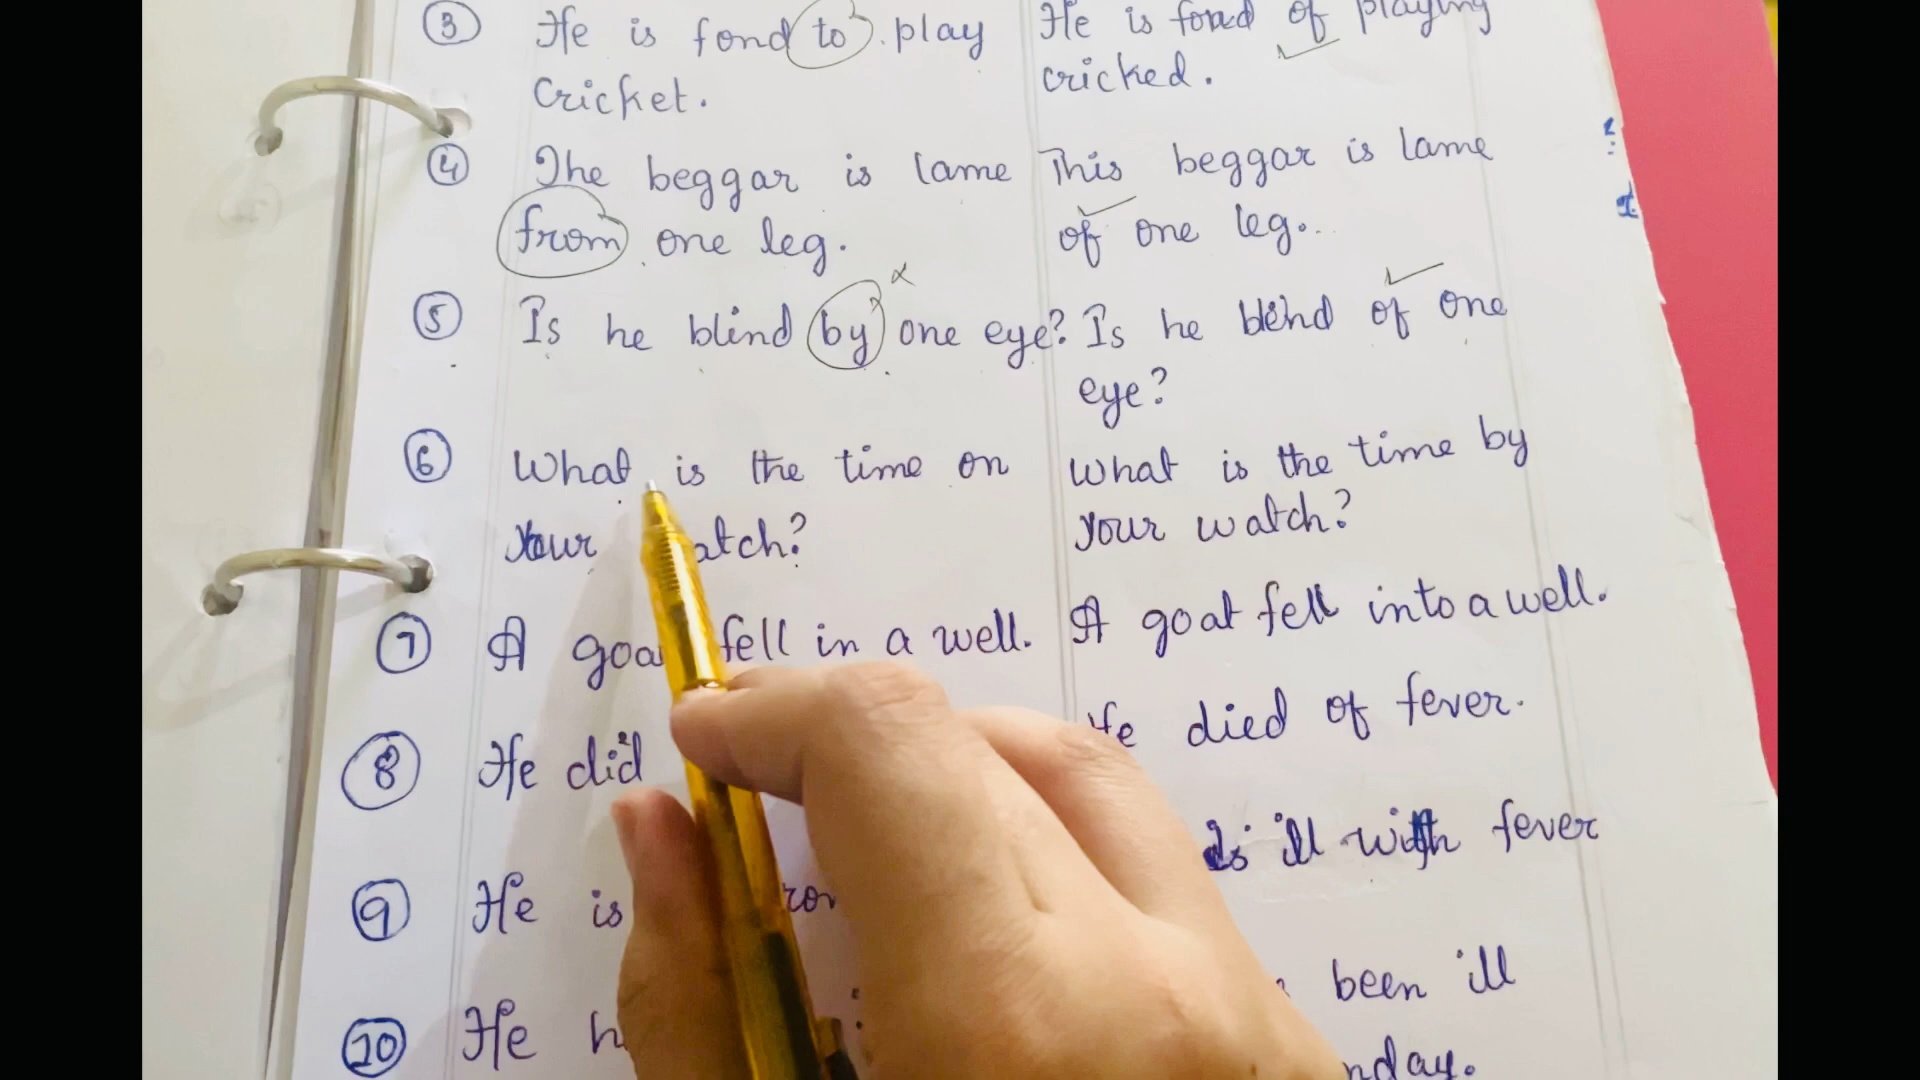 3 He is fond to play He is fond of playing
Cricket. cricked.
4 The beggar is lame This beggar is lame
from one leg. of one leg.
5 Is he blind by one eye? Is he blind of one
eye?
6 What is the time on What is the time by
Your watch? Your watch?
7 A goat fell in a well. A goat fell into a well.
8 He did He died of fever.
9 He is is ill with fever
10 He been ill